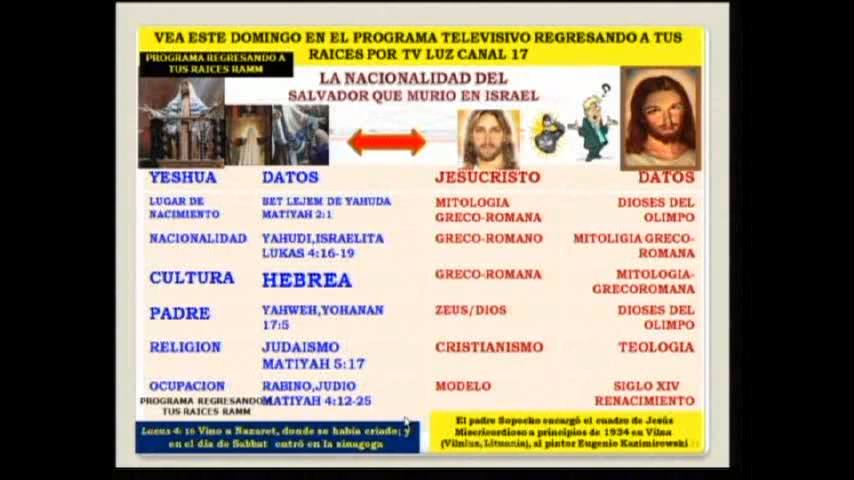 VEA ESTE DOMINGO EN EL PROGRAMA TELEVISIVO REGRESANDO A TUS
RAICES POR TV LUZ CANAL 17
PROGRAMA REGRESANDO A
TUS RAICES RAMM
LA NACIONALIDAD DEL
SALVADOR QUE MURIO EN ISRAEL
YESHUA DATOS JESUCRISTO DATOS
LUGAR DE
NACIMIENTO
BET LEJEM DE YAHUDA
MATIYAH 2:1
MITOLOGIA
GRECO-ROMANA
DIOSES DEL
OLIMPO
NACIONALIDAD
YAHUDI,ISRAELITA
LUKAS 4:16-19
GRECO-ROMANO
MITOLIGIA GRECO-
ROMANA
CULTURA
HEBREA
GRECO-ROMANA
MITOLOGIA-
GRECOROMANA
PADRE
YAHWEH,YOHANAN
17:5
ZEUS/DIOS
DIOSES DEL
OLIMPO
RELIGION
JUDAISMO
MATIYAH 5:17
CRISTIANISMO
TEOLOGIA
OCUPACION
RABINO,JUDIO
MATIYAH 4:12-25
MODELO
SIGLO XIV
RENACIMIENTO
PROGRAMA REGRESANDO
TUS RAICES RAMM
Lucas 4: 16 Vino a Nazaret, donde se había criado; y
en el día de Sabbat entró en la sinagoga
El padre Sopocho encargó el cuadro de Jesús
Misericordioso a principios de 1934 en Vilna
(Vilnius, Lituania), al pintor Eugenio Kazimirowski